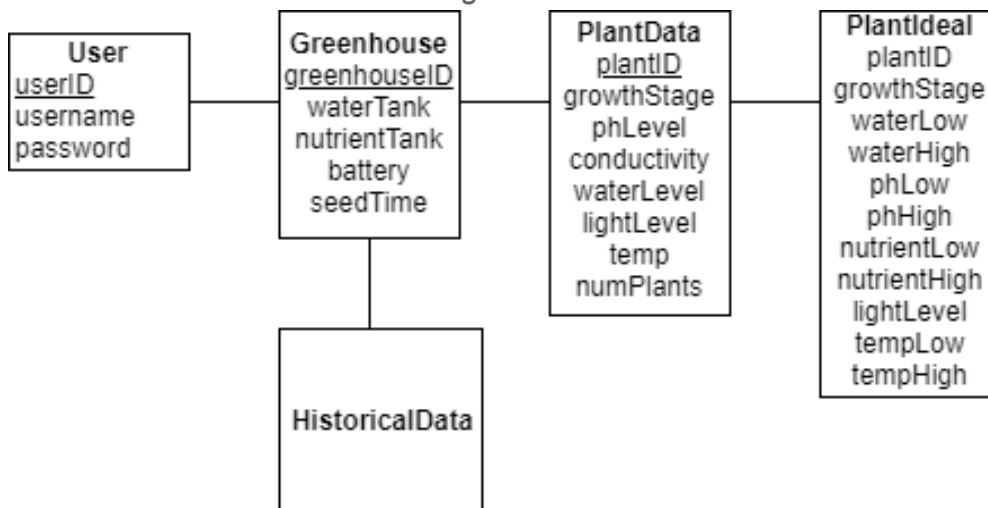 User
userID
username
password
Greenhouse
greenhouseID
waterTank
nutrientTank
battery
seedTime
PlantData
plantID
growthStage
phLevel
conductivity
waterLevel
lightLevel
temp
numPlants
PlantIdeal
plantID
growthStage
waterLow
waterHigh
phLow
phHigh
nutrientLow
nutrientHigh
lightLevel
tempLow
tempHigh
HistoricalData